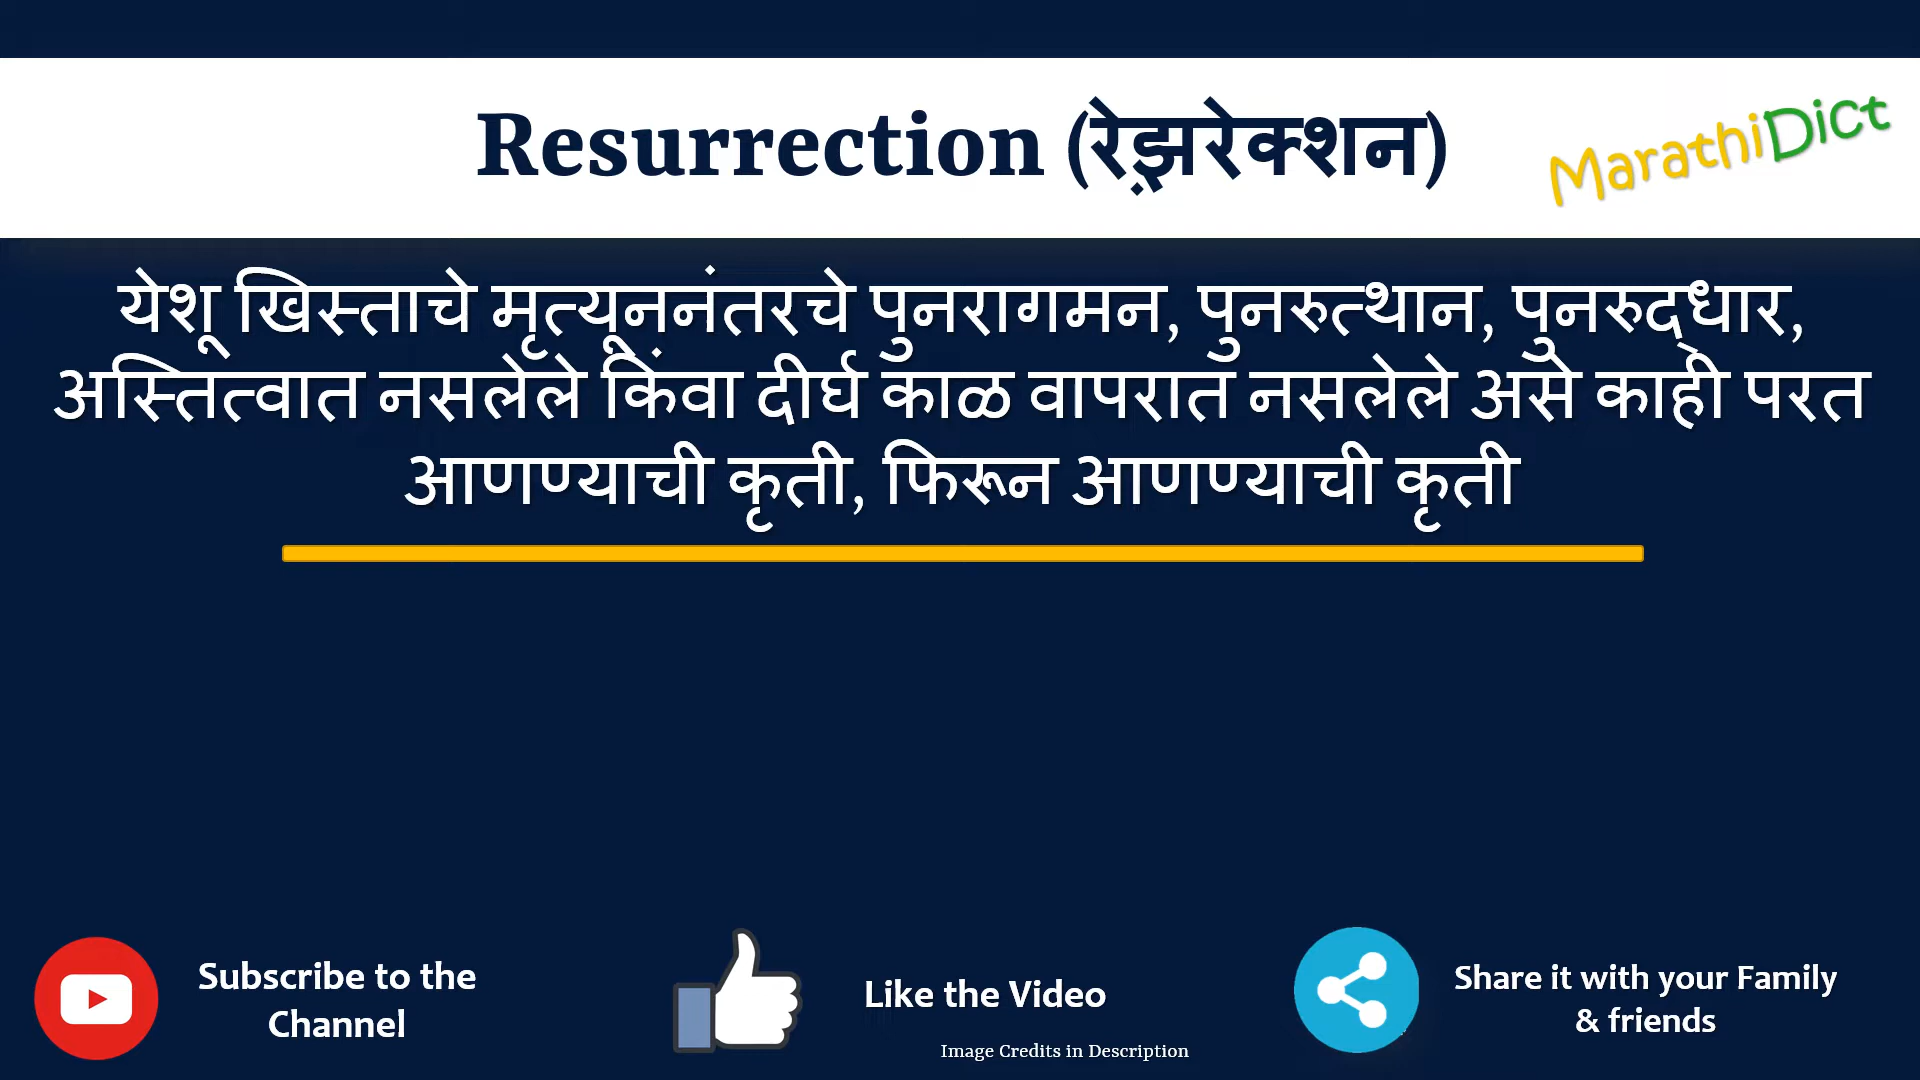 Resurrection (रेझ़रेक्शन)
MarathiDict
येशू खिस्ताचे मृत्यूननंतरचे पुनरागमन, पुनरुत्थान, पुनरुद्‌धार,
अस्तित्वात नसलेले किंवा दीर्घ काळ वापरात नसलेले असे काही परत
आणण्याची कृती, फिरून आणण्याची कृती
Subscribe to the
Channel
Like the Video
Share it with your Family
& friends
Image Credits in Description